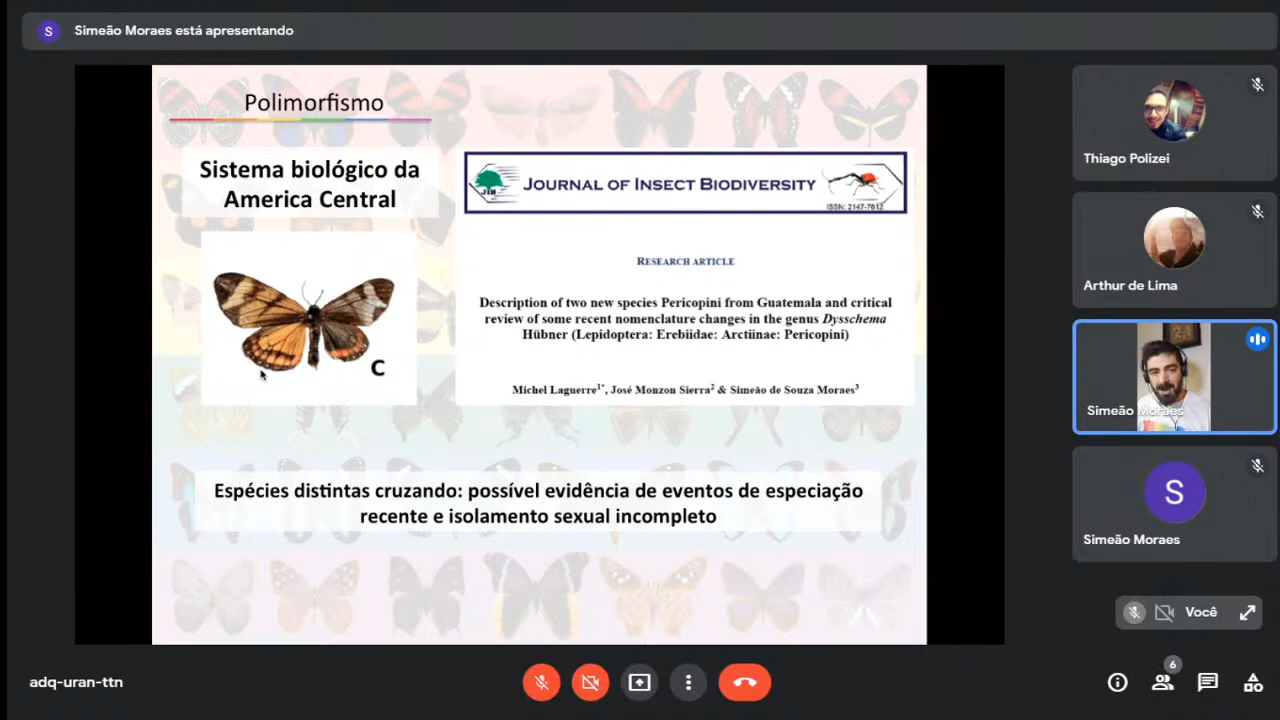 S
Simeão Moraes está apresentando
Polimorfismo
Sistema biológico da
America Central
C
JIB
JOURNAL OF INSECT BIODIVERSITY
ISSN: 2147-7612
RESEARCH ARTICLE
Description of two new species Pericopini from Guatemala and critical
review of some recent nomenclature changes in the genus Dysschema
Hübner (Lepidoptera: Erebiidae: Arctiinae: Pericopini)
Michel Laguerre1*, José Monzon Sierra2 & Simeão de Souza Moraes3
Espécies distintas cruzando: possível evidência de eventos de especiação
recente e isolamento sexual incompleto
Thiago Polizei
Arthur de Lima
Simeão Moraes
S
Simeão Moraes
Você
adq-uran-ttn
6